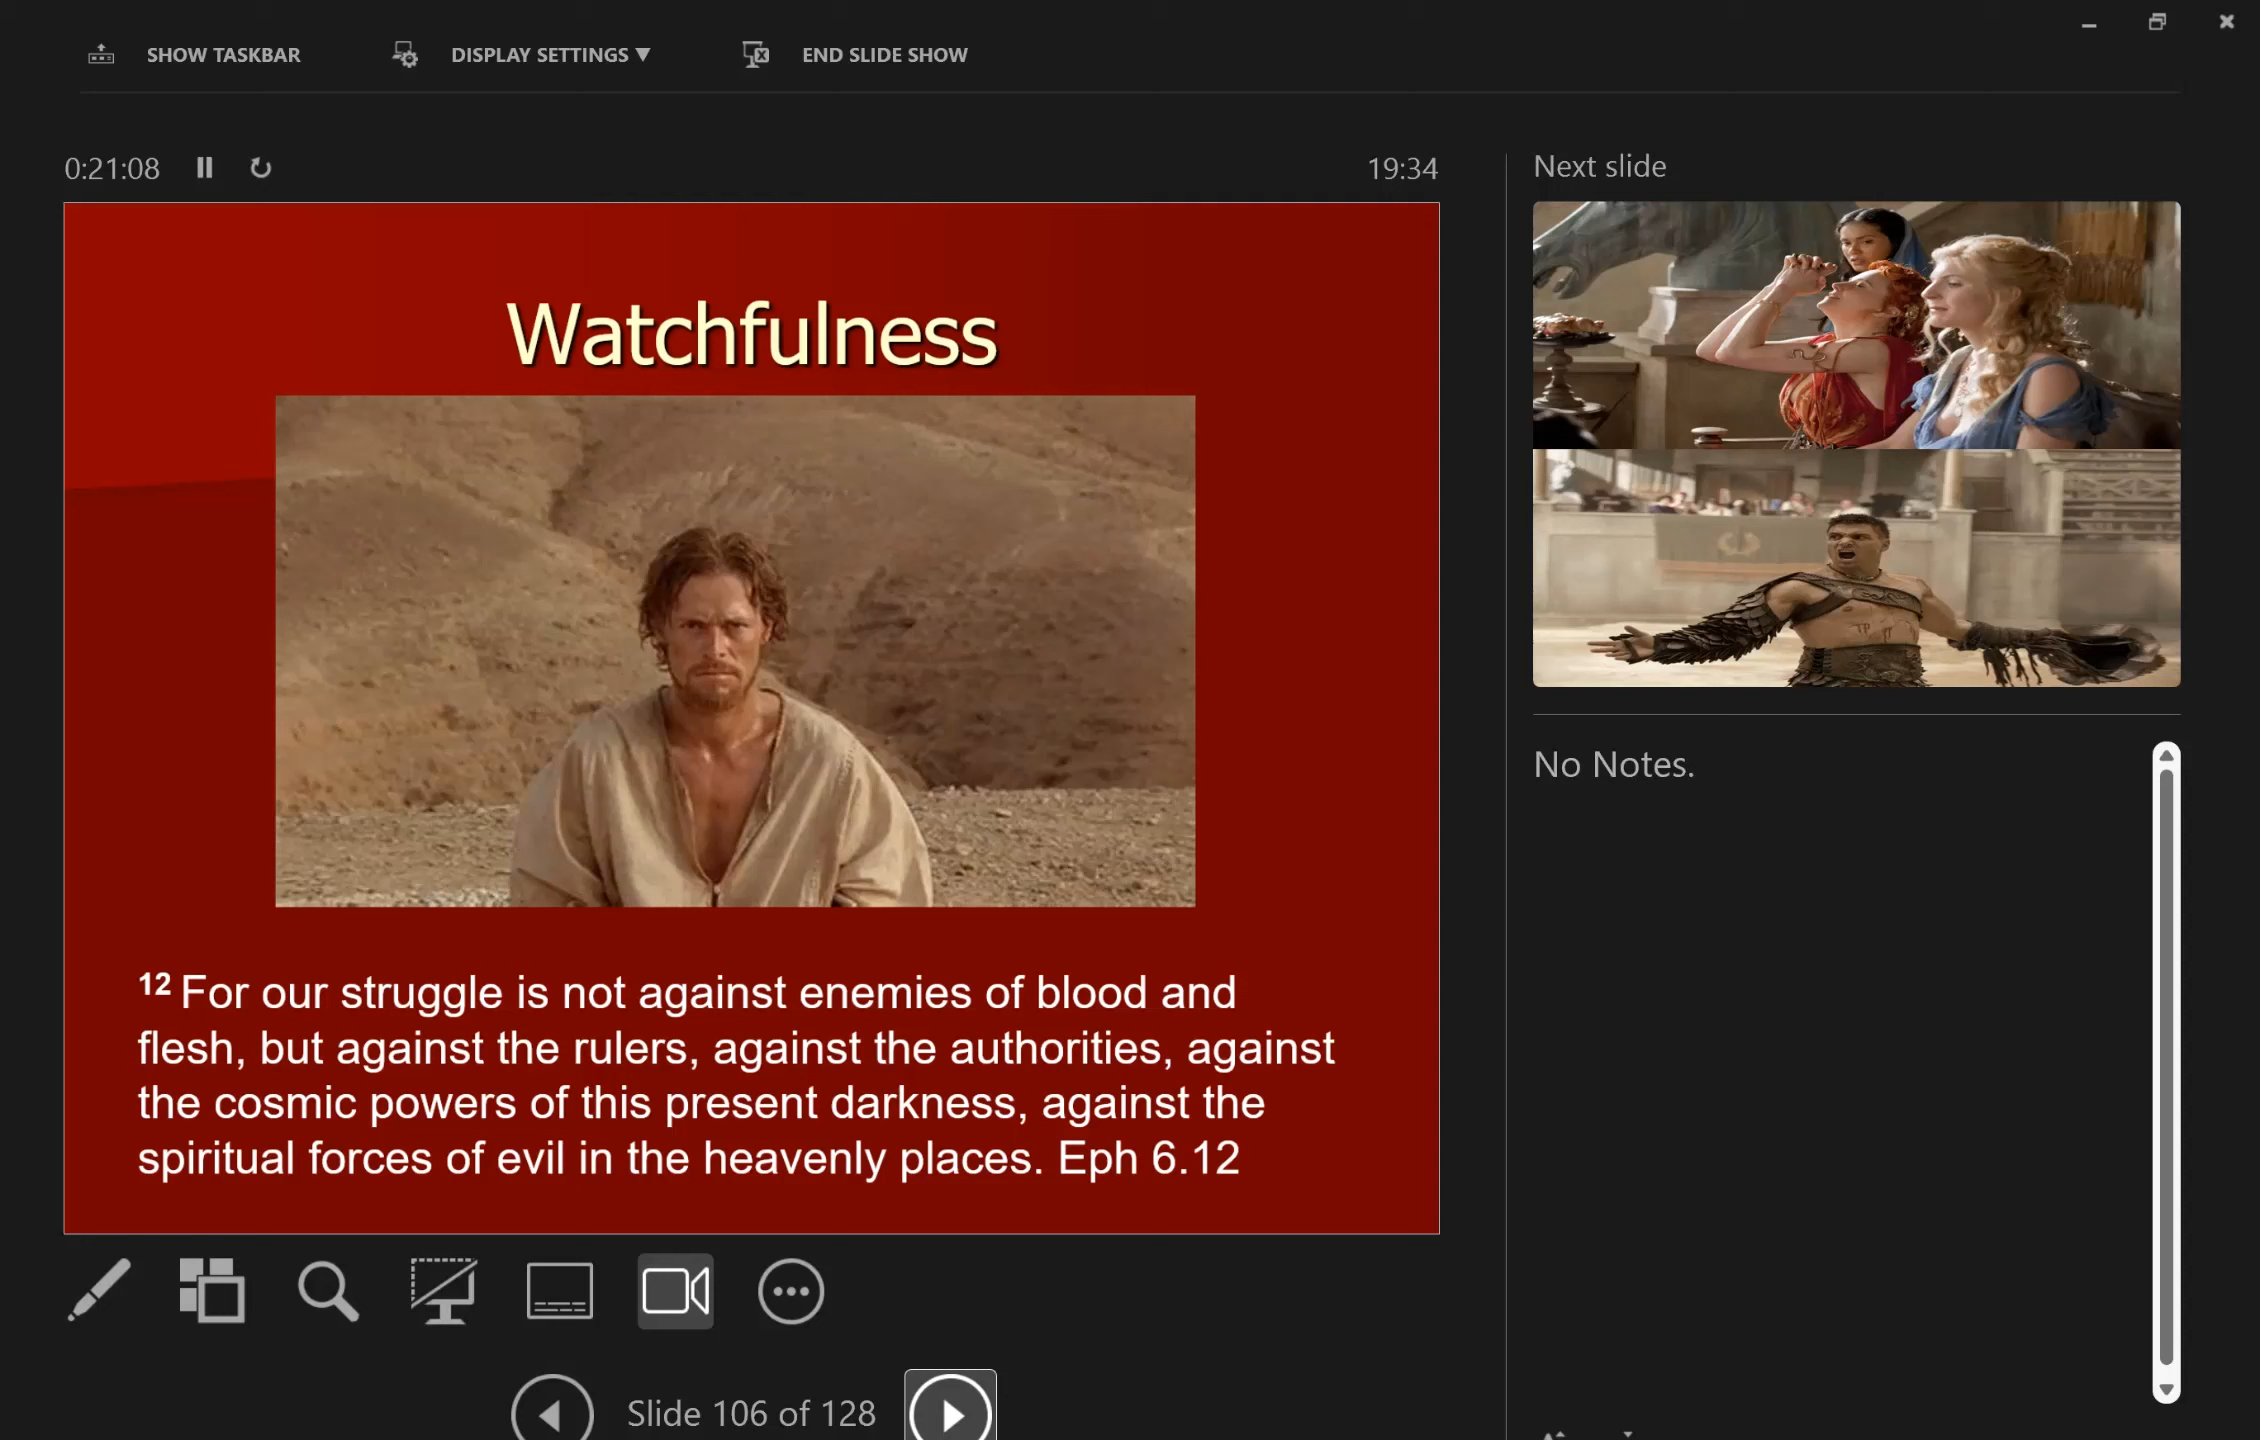 SHOW TASKBAR
DISPLAY SETTINGS ▼
END SLIDE SHOW
0:21:08
19:34
Next slide
Watchfulness
12 For our struggle is not against enemies of blood and
flesh, but against the rulers, against the authorities, against
the cosmic powers of this present darkness, against the
spiritual forces of evil in the heavenly places. Eph 6.12
No Notes.
Slide 106 of 128